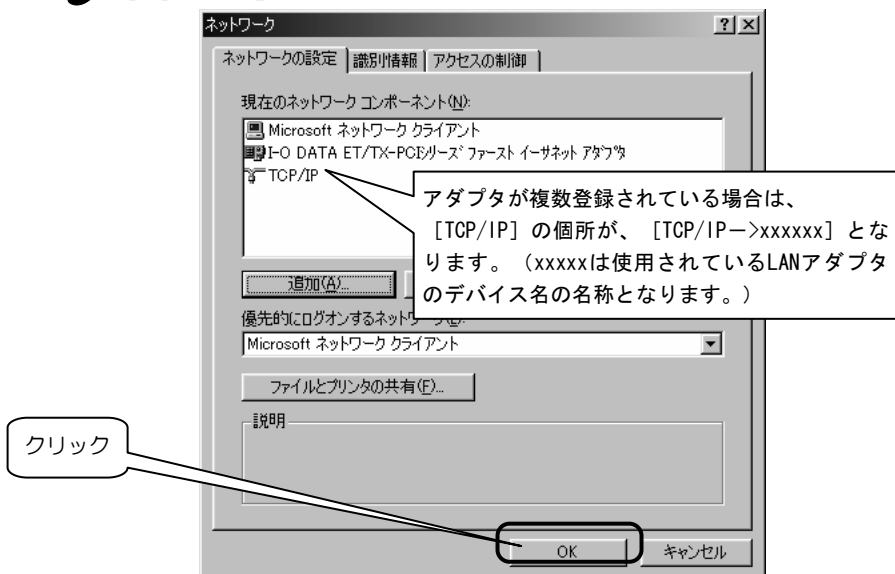 ネットワーク
ネットワークの設定 識別情報 アクセスの制御
現在のネットワーク コンポーネント(N):
Microsoft ネットワーク クライアント
I-O DATA ET/TX-PCIシリーズ ファースト イーサネット アダプタ
TCP/IP
アダプタが複数登録されている場合は、
[TCP/IP] の個所が、 [TCP/IPー>xxxxxx] とな
ります。(xxxxxは使用されているLANアダプタ
のデバイス名の名称となります。)
追加(A)...
優先的にログオンするネットワーク(L):
Microsoft ネットワーク クライアント
ファイルとプリンタの共有(F)...
説明
クリック
OK キャンセル